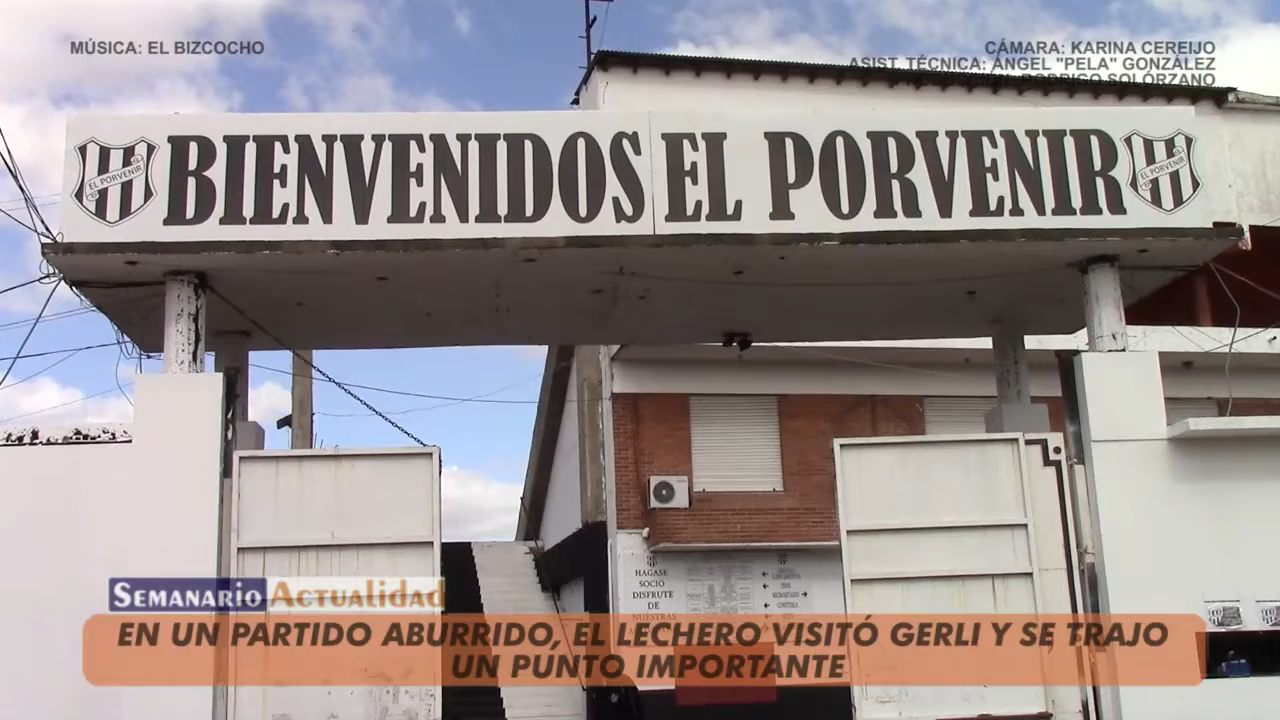 MÚSICA: EL BIZCOCHO
CÁMARA: KARINA CEREIJO
ASIST. TÉCNICA: ÁNGEL "PELA" GONZÁLEZ
RODRIGO SOLÓRZANO
EL PORVENIR
BIENVENIDOS EL PORVENIR
EL PORVENIR
HAGASE
SOCIO
DISFRUTE
DE
NUESTRAS
SEMANARIO ACTUALIDAD
EN UN PARTIDO ABURRIDO, EL LECHERO VISITÓ GERLI Y SE TRAJO
UN PUNTO IMPORTANTE